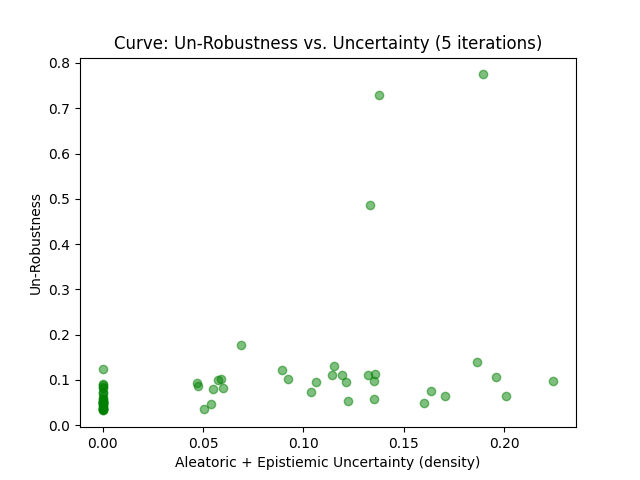 Curve: Un-Robustness vs. Uncertainty (5 iterations)
0.8
0.7
0.6
0.5
0.4
0.3
0.2
0.1
0.0
Un-Robustness
0.00 0.05 0.10 0.15 0.20
Aleatoric + Epistiemic Uncertainty (density)